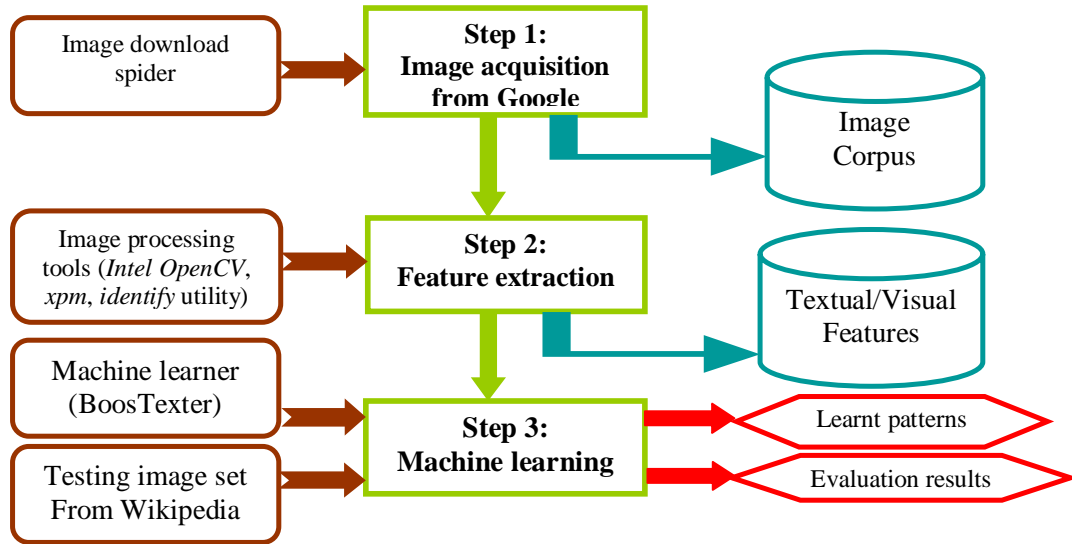 Image download
spider
Step 1:
Image acquisition
from Google
Image
Corpus
Image processing
tools (Intel OpenCV,
xpm, identify utility)
Step 2:
Feature extraction
Textual/Visual
Features
Machine learner
(BoosTexter)
Step 3:
Machine learning
Learnt patterns
Testing image set
From Wikipedia
Evaluation results